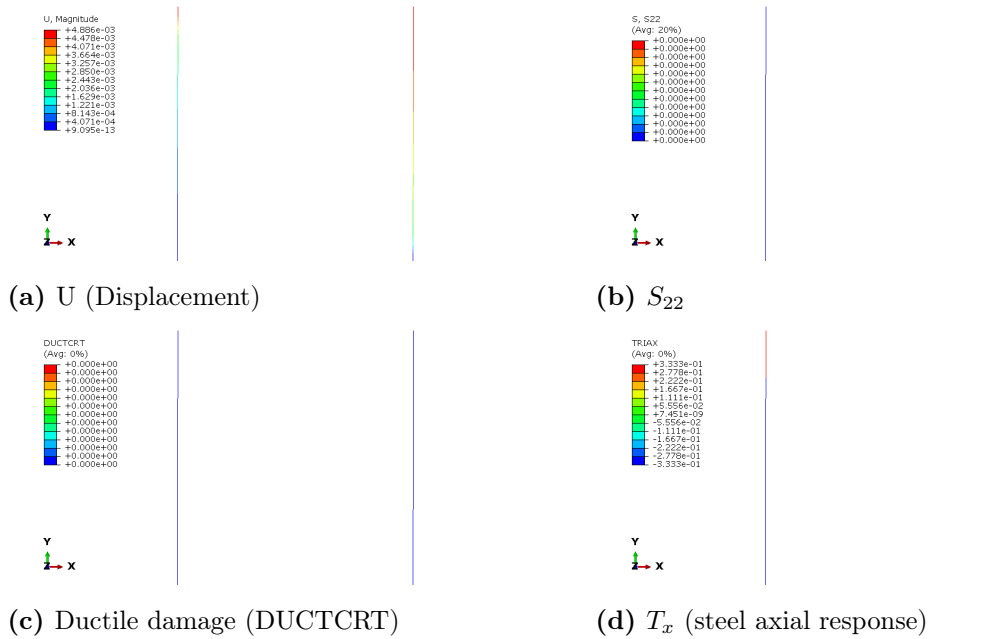 U, Magnitude
+4.886e-03
+4.478e-03
+4.071e-03
+3.664e-03
+3.257e-03
+2.850e-03
+2.443e-03
+2.036e-03
+1.629e-03
+1.221e-03
+8.143e-04
+4.071e-04
+9.095e-13
Y
Z X
(a) U (Displacement)
S, S22
(Avg: 20%)
+0.000e+00
+0.000e+00
+0.000e+00
+0.000e+00
+0.000e+00
+0.000e+00
+0.000e+00
+0.000e+00
+0.000e+00
+0.000e+00
+0.000e+00
+0.000e+00
+0.000e+00
Y
Z X
(b) S22
DUCTCRT
(Avg: 0%)
+0.000e+00
+0.000e+00
+0.000e+00
+0.000e+00
+0.000e+00
+0.000e+00
+0.000e+00
+0.000e+00
+0.000e+00
+0.000e+00
+0.000e+00
+0.000e+00
+0.000e+00
Y
Z X
(c) Ductile damage (DUCTCRT)
TRIAX
(Avg: 0%)
+3.333e-01
+2.778e-01
+2.222e-01
+1.667e-01
+1.111e-01
+5.556e-02
+7.451e-09
-5.556e-02
-1.111e-01
-1.667e-01
-2.222e-01
-2.778e-01
-3.333e-01
Y
Z X
(d) Tx (steel axial response)